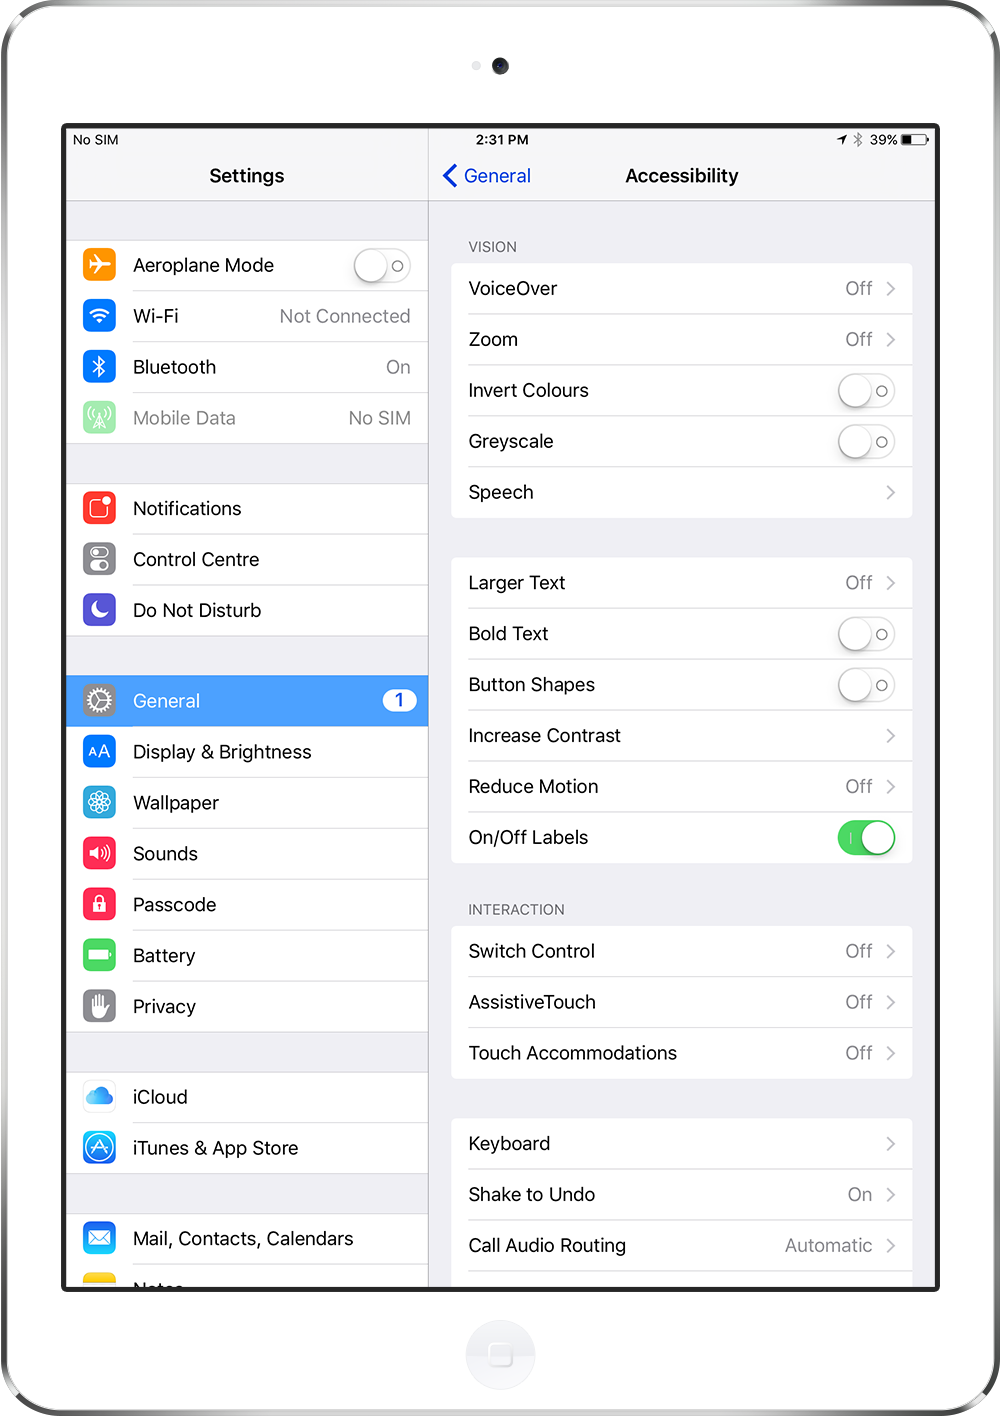 No SIM
2:31 PM
39%
Settings
General
Accessibility
Aeroplane Mode
Wi-Fi Not Connected
Bluetooth On
Mobile Data No SIM
Notifications
Control Centre
Do Not Disturb
General 1
AA Display & Brightness
Wallpaper
Sounds
Passcode
Battery
Privacy
iCloud
iTunes & App Store
Mail, Contacts, Calendars
Notes
VISION
VoiceOver Off
Zoom Off
Invert Colours
Greyscale
Speech
Larger Text Off
Bold Text
Button Shapes
Increase Contrast
Reduce Motion Off
On/Off Labels
INTERACTION
Switch Control Off
AssistiveTouch Off
Touch Accommodations Off
Keyboard
Shake to Undo On
Call Audio Routing Automatic